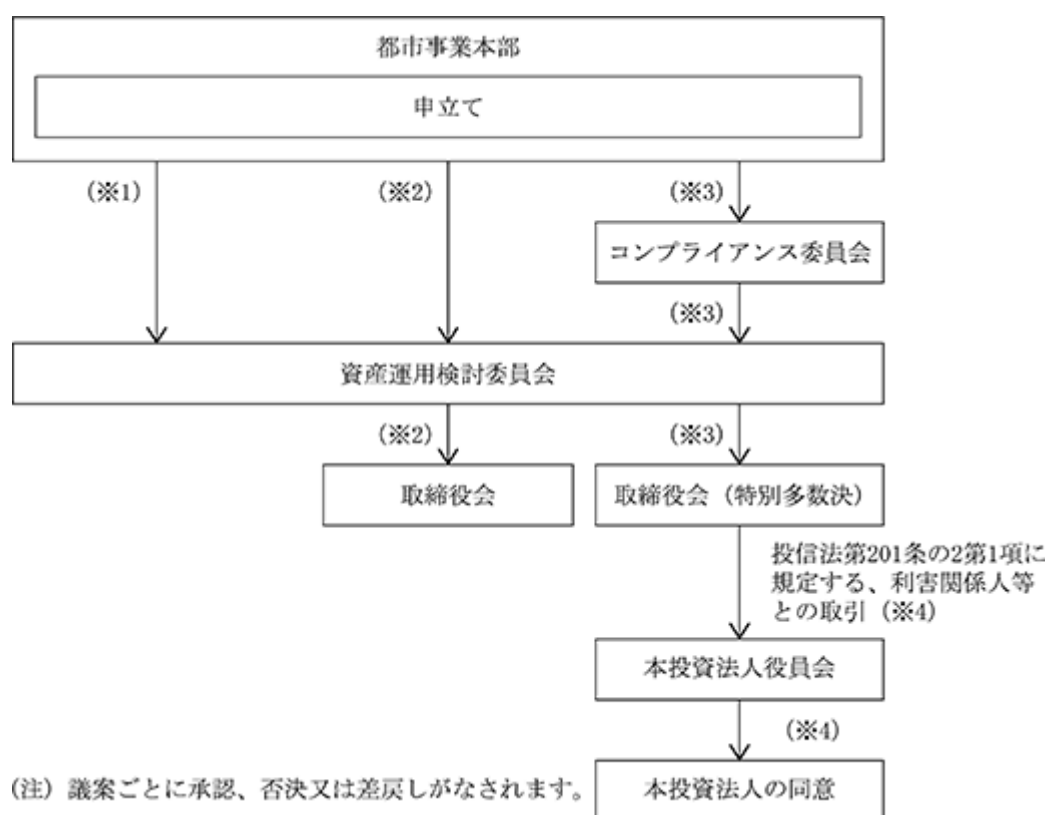 都市事業本部
申立て
(※1)
(※2)
(※3)
コンプライアンス委員会
(※3)
資産運用検討委員会
(※2)
(※3)
取締役会
取締役会(特別多数決)
投信法第201条の2第1項に
規定する、利害関係人等
との取引(※4)
本投資法人役員会
(※4)
(注)議案ごとに承認、否決又は差戻しがなされます。
本投資法人の同意